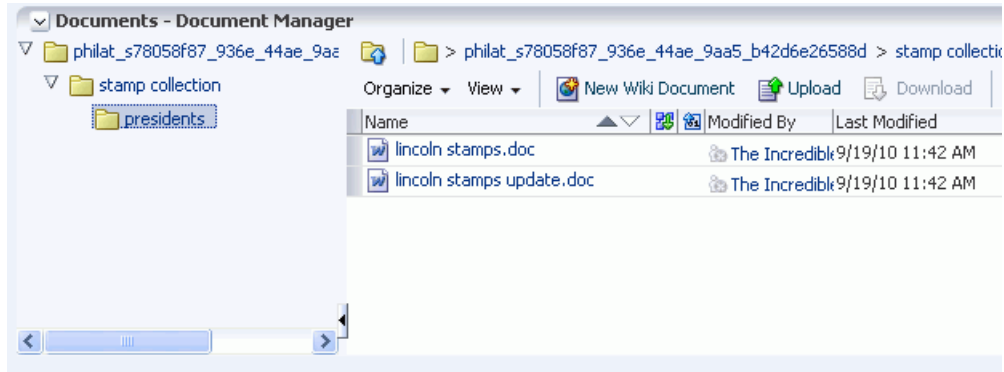 Documents - Document Manager
philat_s78058f87_936e_44ae_9aa
> philat_s78058f87_936e_44ae_9aa5_b42d6e26588d > stamp collectio
stamp collection
Organize View New Wiki Document Upload Download
presidents
Name Modified By Last Modified
lincoln stamps.doc The Incredible 9/19/10 11:42 AM
lincoln stamps update.doc The Incredible 9/19/10 11:42 AM